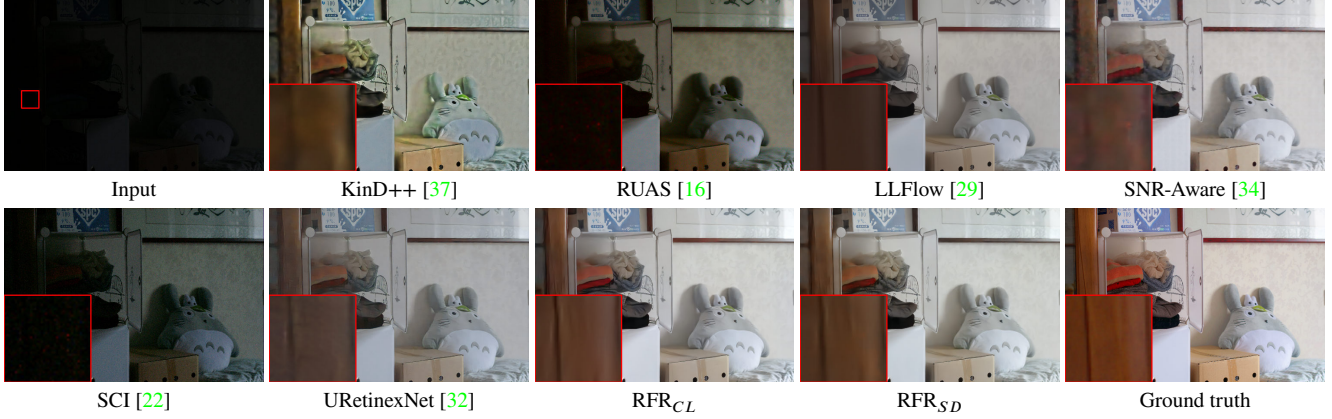 Input
KinD++ [37]
RUAS [16]
LLFlow [29]
SNR-Aware [34]
SCI [22]
URetinexNet [32]
RFR_CL
RFR_SD
Ground truth